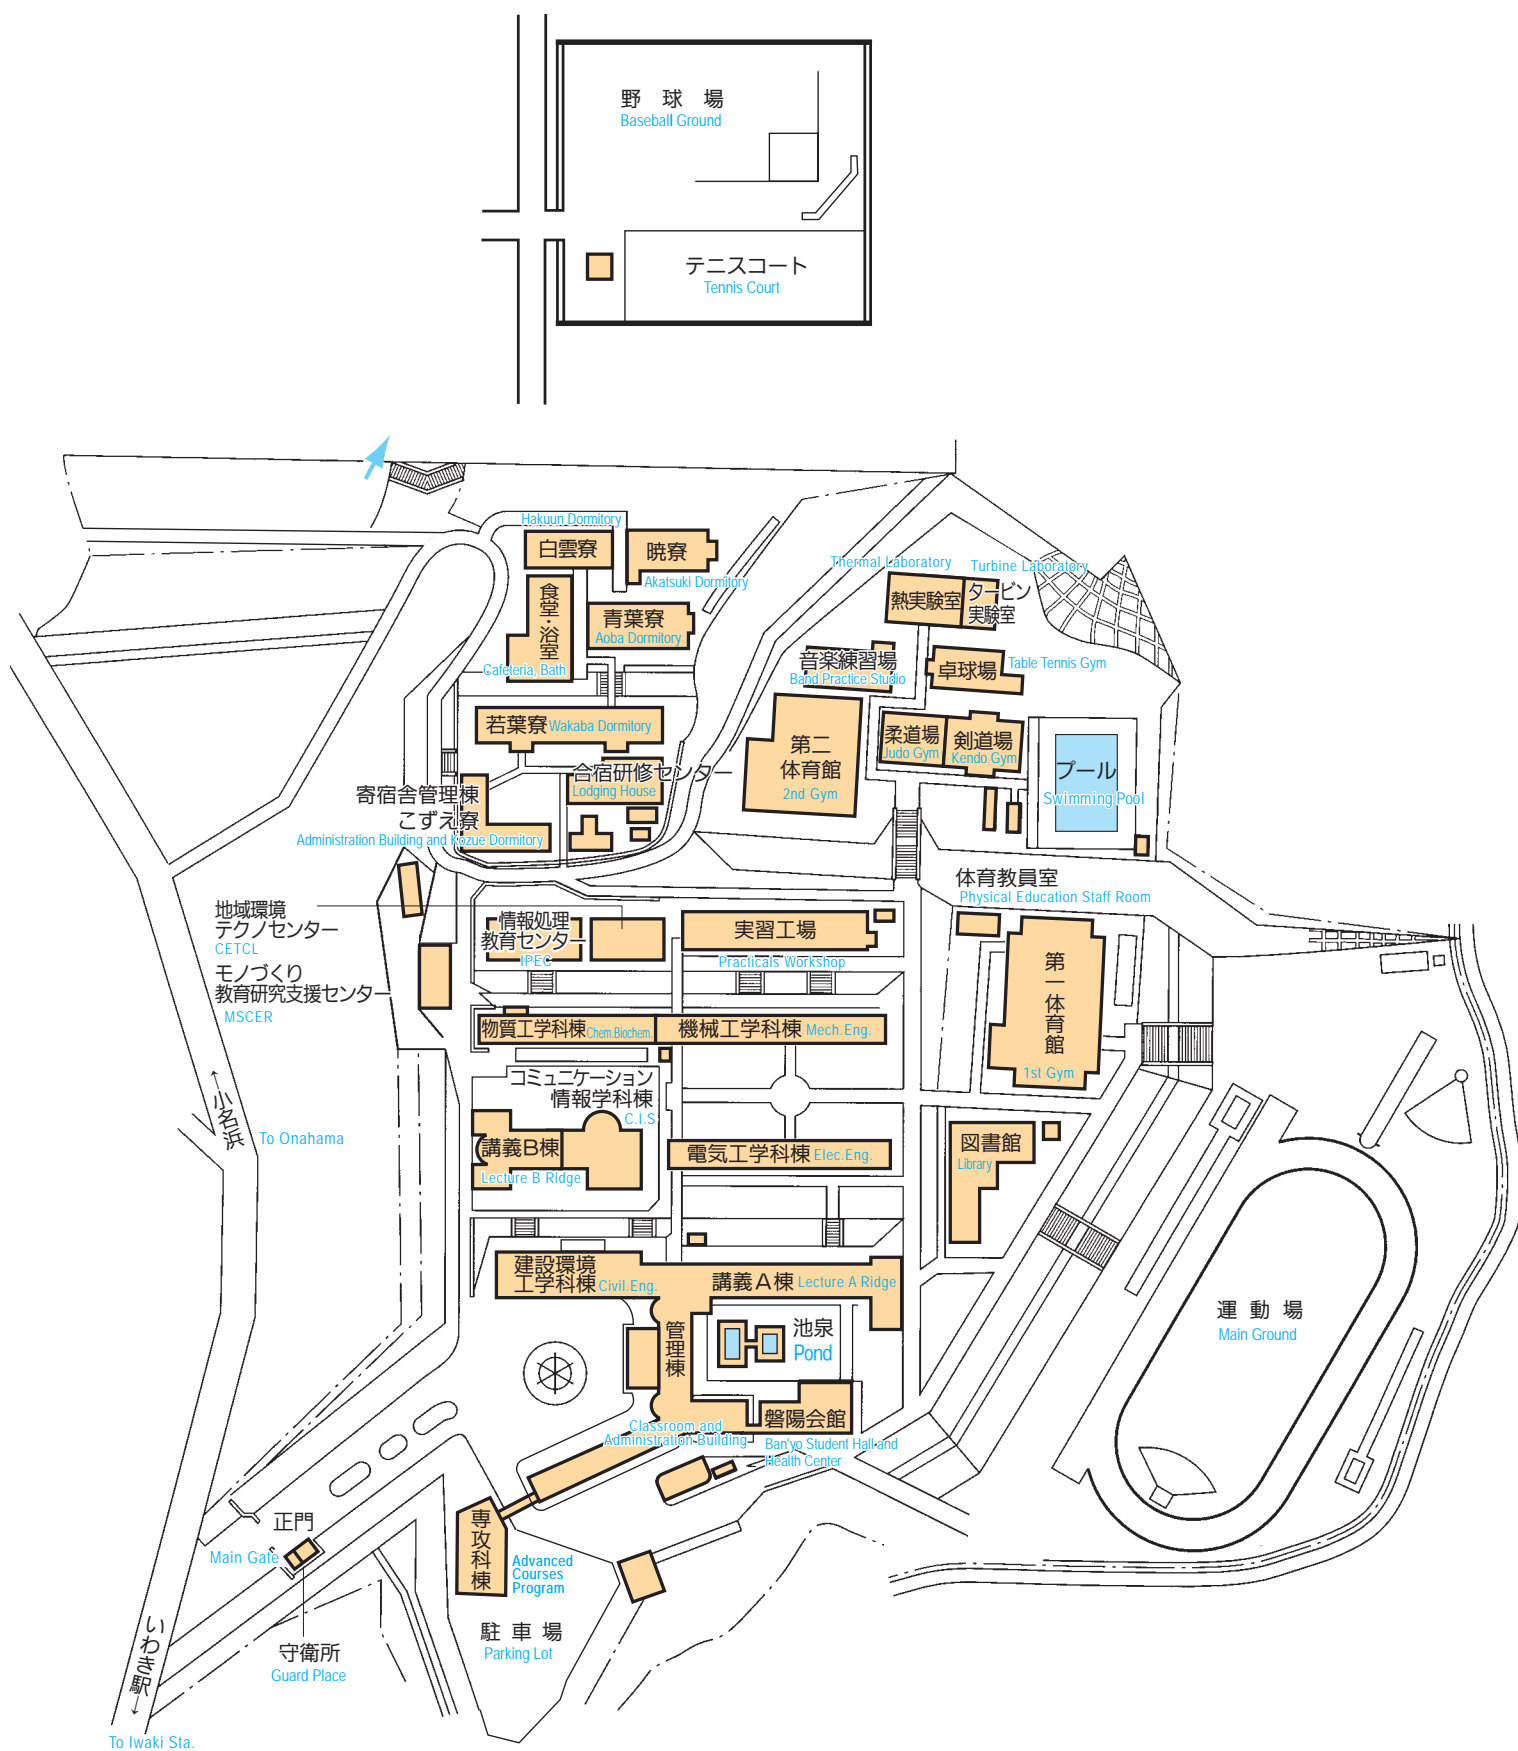 野球場
Baseball Ground
テニスコート
Tennis Court
Hakuun Dormitory
白雲寮
暁寮
Akatsuki Dormitory
食堂・浴室
Cafeteria, Bath
青葉寮
Aoba Dormitory
若葉寮
Wakaba Dormitory
合宿研修センター
Lodging House
寄宿舎管理棟
こずえ寮
Administration Building and Kozue Dormitory
Thermal Laboratory
Turbine Laboratory
熱実験室
タービン
実験室
音楽練習場
Band Practice Studio
卓球場
Table Tennis Gym
第二
体育館
2nd Gym
柔道場
Judo Gym
剣道場
Kendo Gym
プール
Swimming Pool
体育教員室
Physical Education Staff Room
地域環境
テクノセンター
CETCL
モノづくり
教育研究支援センター
MSCER
情報処理
教育センター
IPEC
実習工場
Practicals Workshop
第一体育館
1st Gym
物質工学科棟
Chem.Biochem.
機械工学科棟
Mech.Eng.
コミュニケーション
情報学科棟
C.I.S
講義B棟
Lecture B Ridge
電気工学科棟
Elec.Eng.
図書館
Library
←小名浜
To Onahama
建設環境
工学科棟
Civil.Eng.
講義A棟
Lecture A Ridge
管理棟
池泉
Pond
運動場
Main Ground
磐陽会館
Classroom and
Administration Building
Ban'yo Student Hall and
Health Center
専攻科棟
Advanced
Courses
Program
正門
Main Gate
守衛所
Guard Place
駐車場
Parking Lot
いわき駅→
To Iwaki Sta.